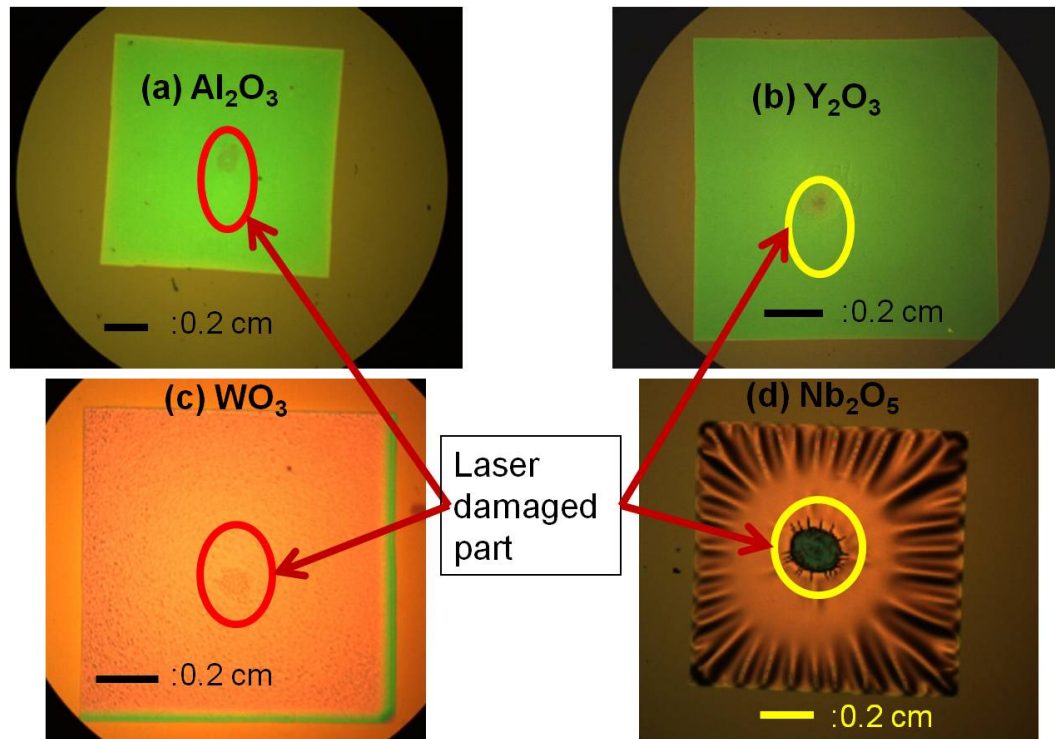 (a) Al₂O₃
(b) Y₂O₃
:0.2 cm
:0.2 cm
(c) WO₃
(d) Nb₂O₅
Laser
damaged
part
:0.2 cm
:0.2 cm